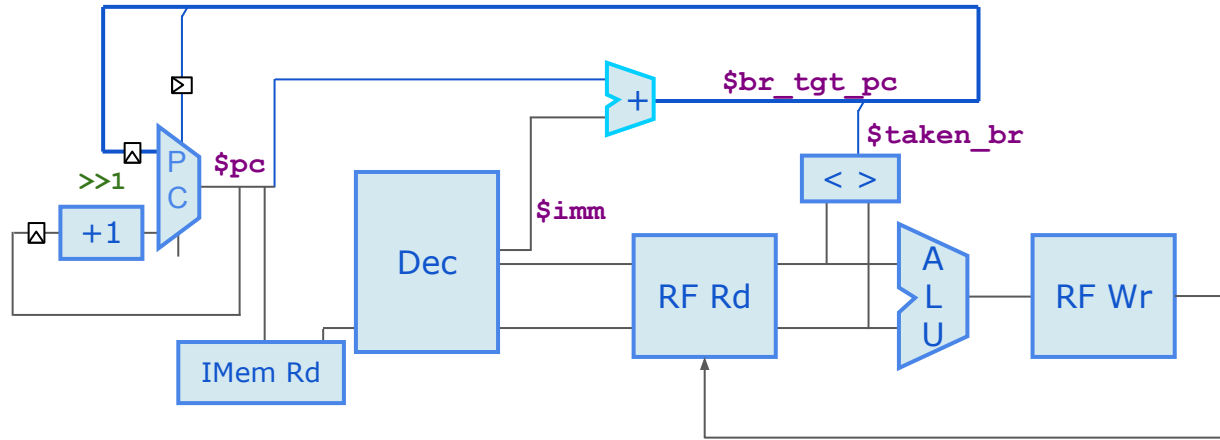 $br_tgt_pc
+
$taken_br
P
C
$pc
>>1
< >
+1
$imm
Dec
RF Rd
A
L
U
RF Wr
IMem Rd